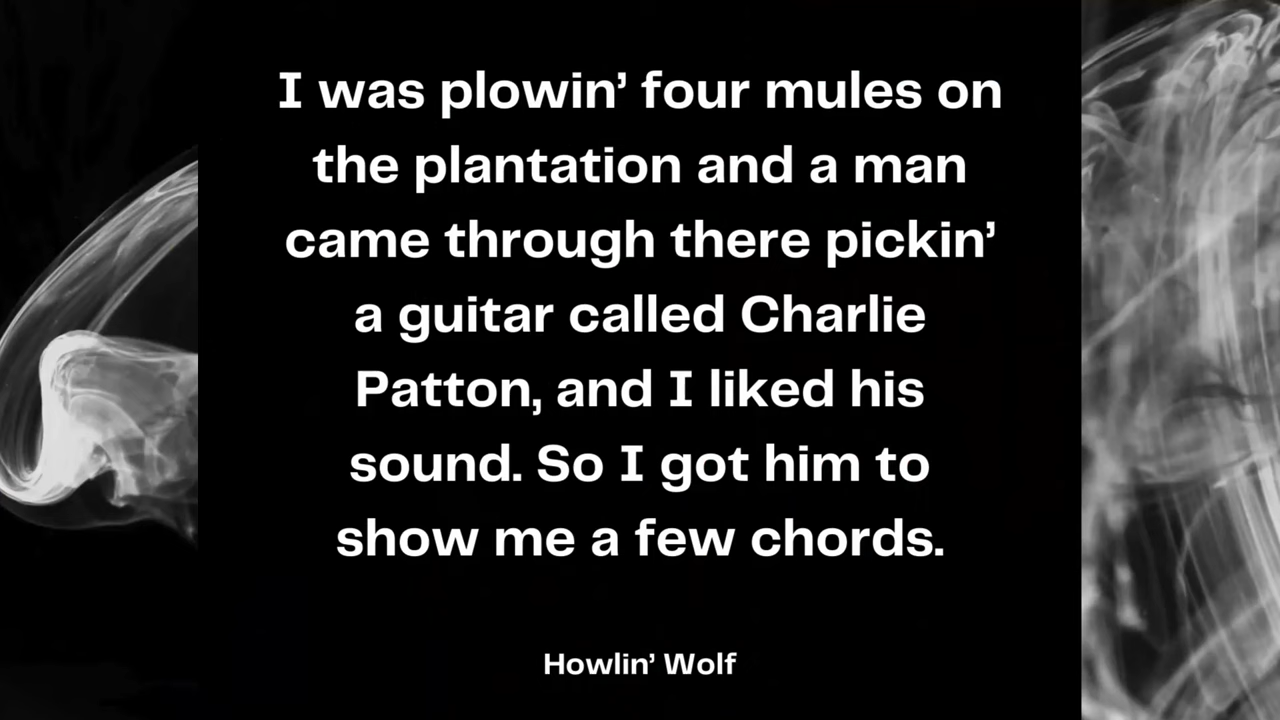 I was plowin’ four mules on
the plantation and a man
came through there pickin’
a guitar called Charlie
Patton, and I liked his
sound. So I got him to
show me a few chords.
Howlin’ Wolf